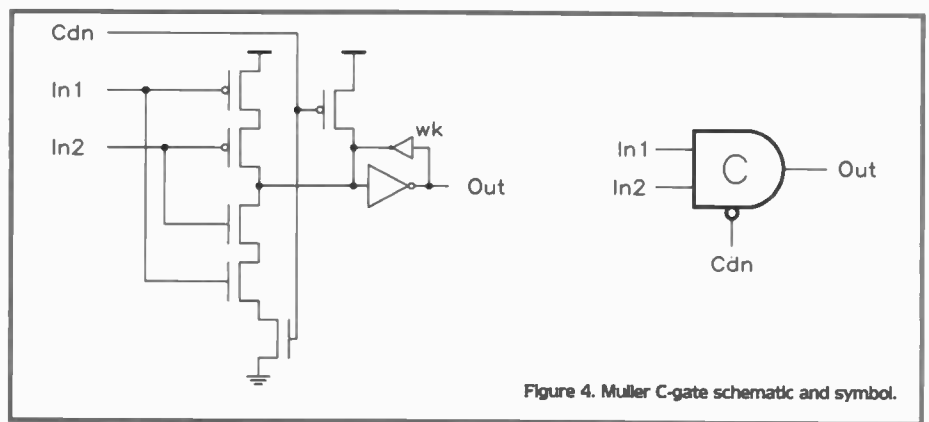 Cdn
In1
In2
wk
Out
In1
In2
C
Out
Cdn
Figure 4. Muller C-gate schematic and symbol.